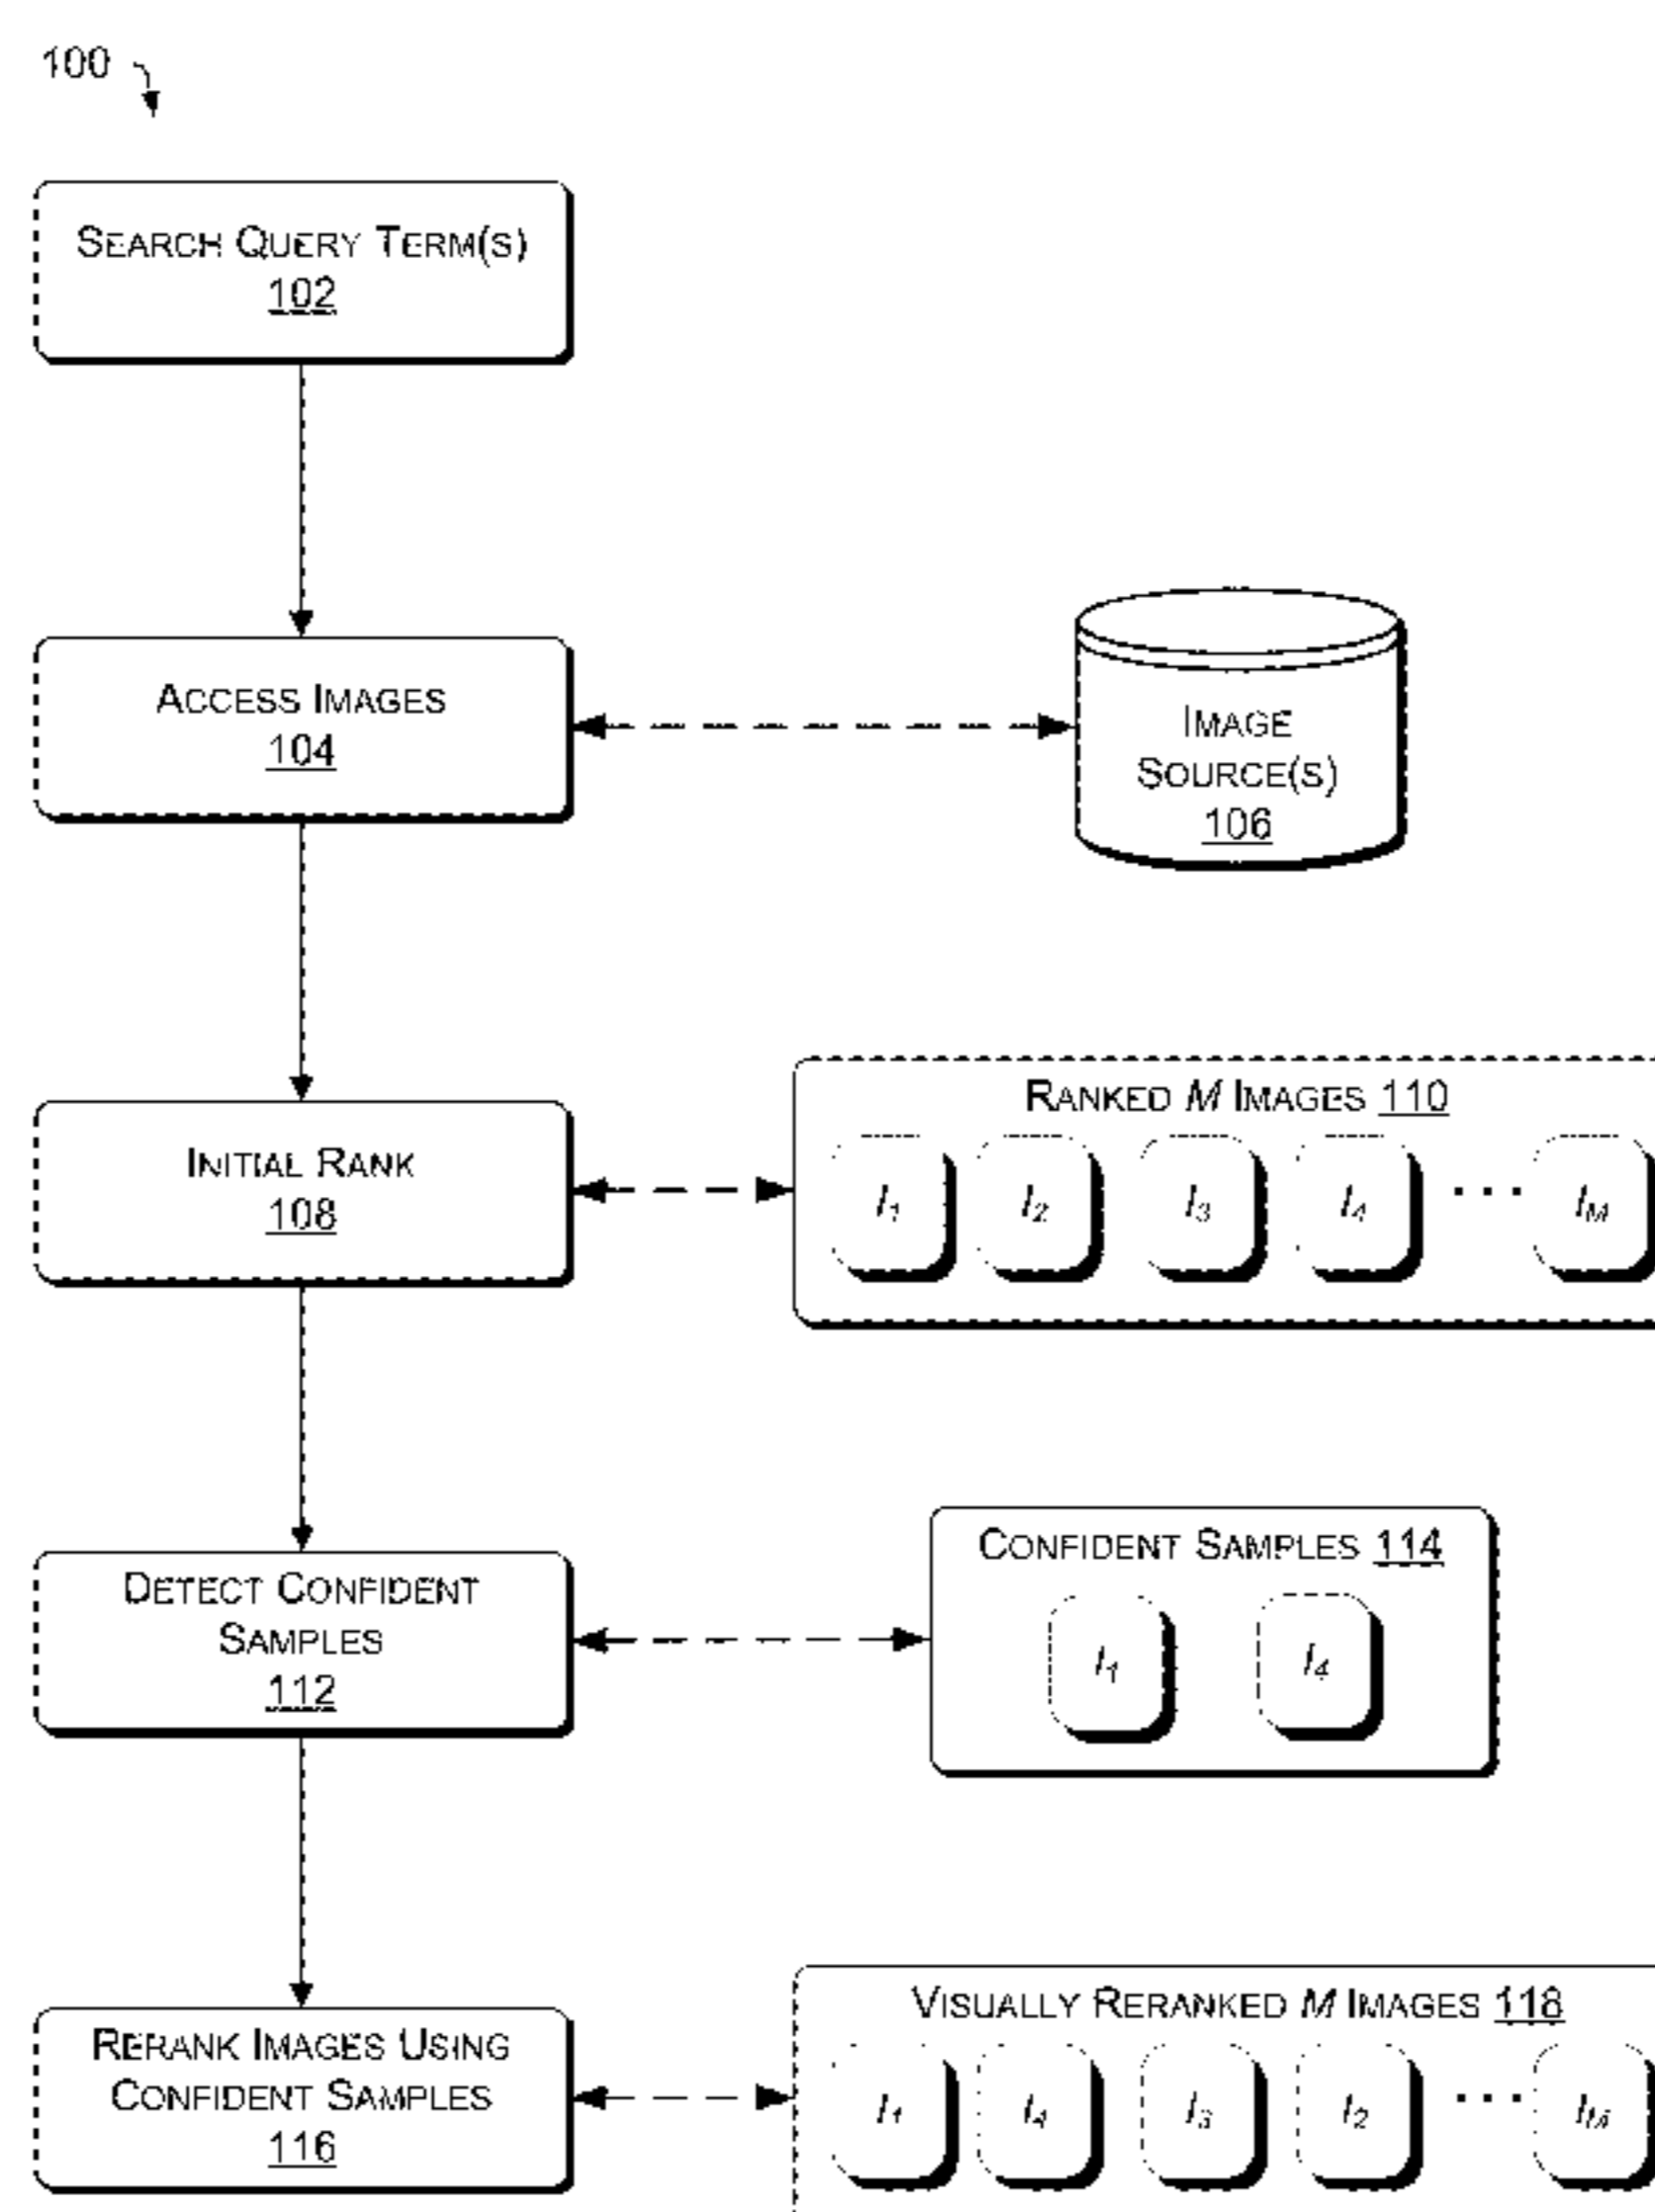 100
SEARCH QUERY TERM(S)
102
ACCESS IMAGES
104
IMAGE
SOURCE(S)
106
INITIAL RANK
108
RANKED M IMAGES 110
I1 I2 I3 I4 ... IM
DETECT CONFIDENT
SAMPLES
112
CONFIDENT SAMPLES 114
I1 I4
RERANK IMAGES USING
CONFIDENT SAMPLES
116
VISUALLY RERANKED M IMAGES 118
I1 I4 I3 I2 ... IM